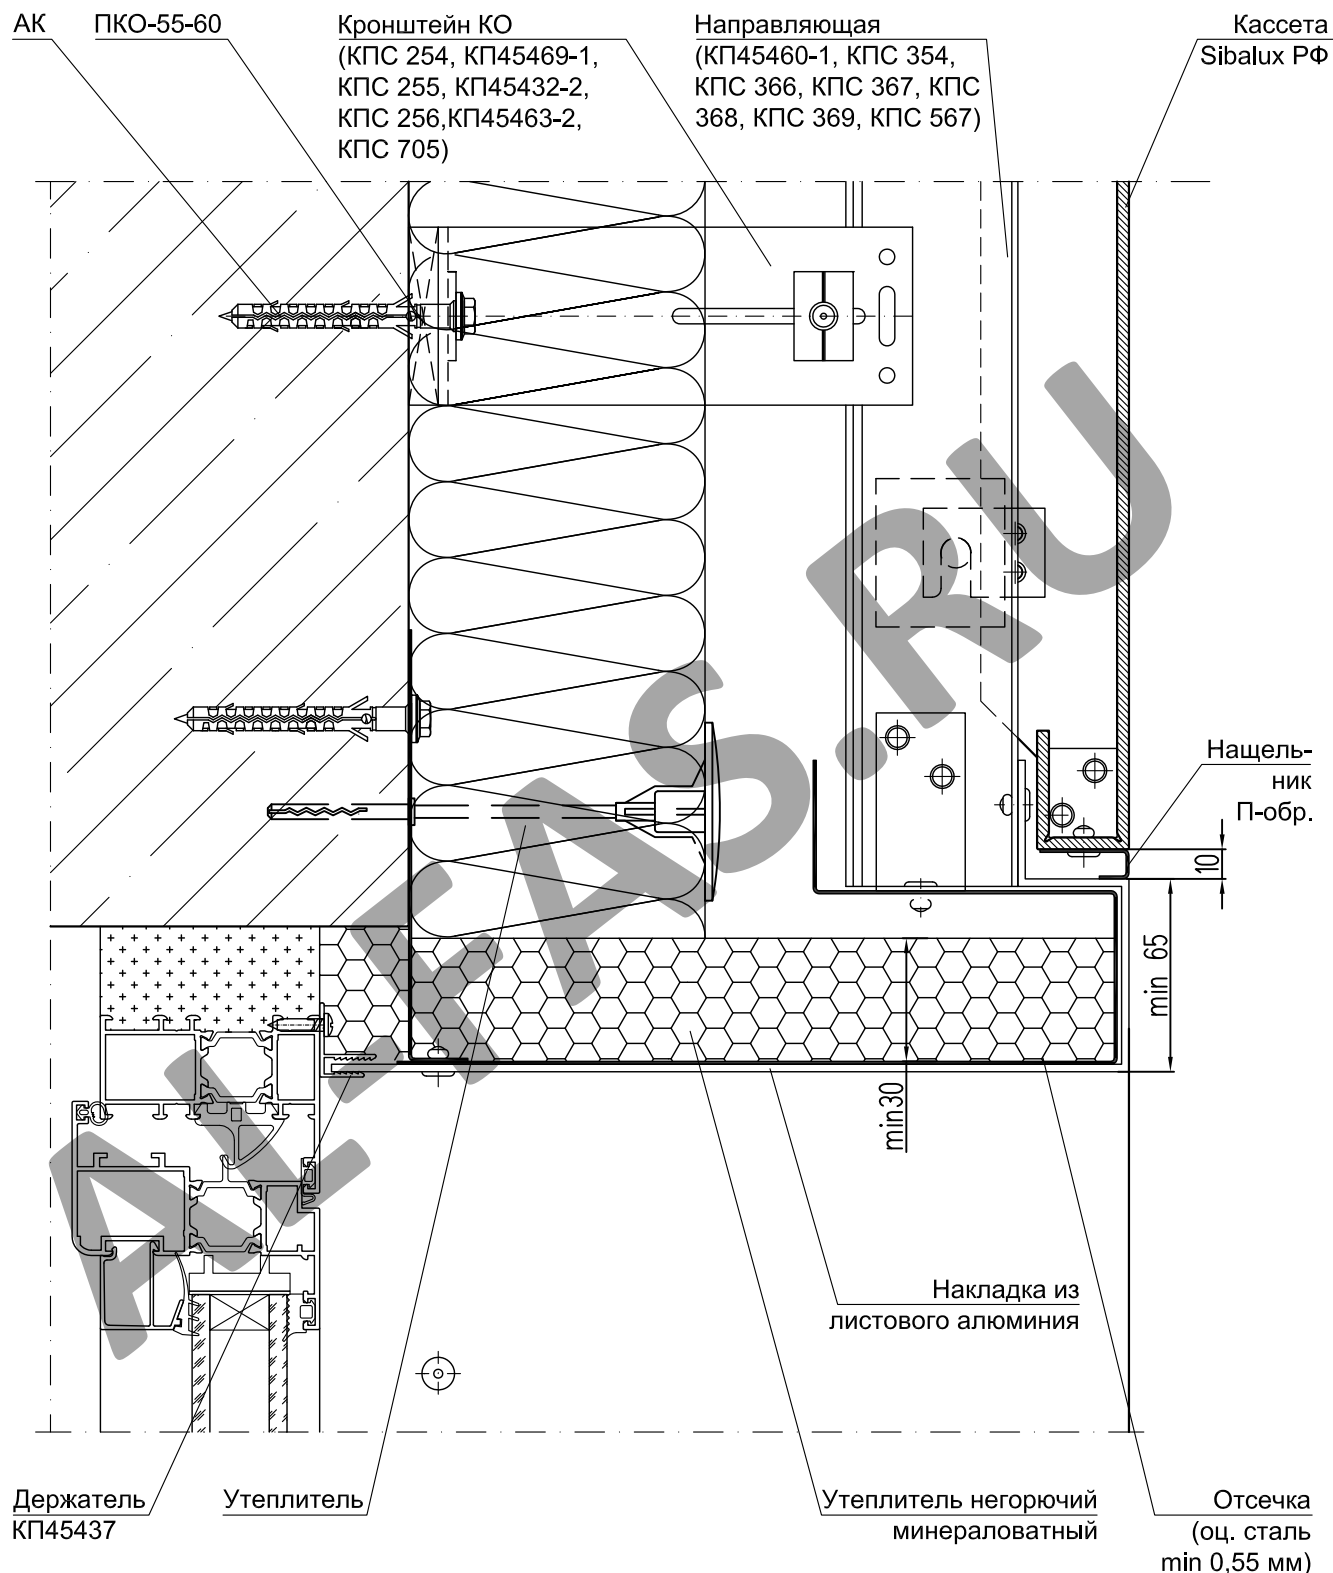 АК
ПКО-55-60
Кронштейн КО
(КПС 254, КП45469-1,
КПС 255, КП45432-2,
КПС 256,КП45463-2,
КПС 705)
Направляющая
(КП45460-1, КПС 354,
КПС 366, КПС 367, КПС
368, КПС 369, КПС 567)
Кассета
Sibalux РФ
Нащель-
ник
П-обр.
10
min 65
min30
AL-FAS.RU
Накладка из
листового алюминия
Держатель
КП45437
Утеплитель
Утеплитель негорючий
минераловатный
Отсечка
(оц. сталь
min 0,55 мм)